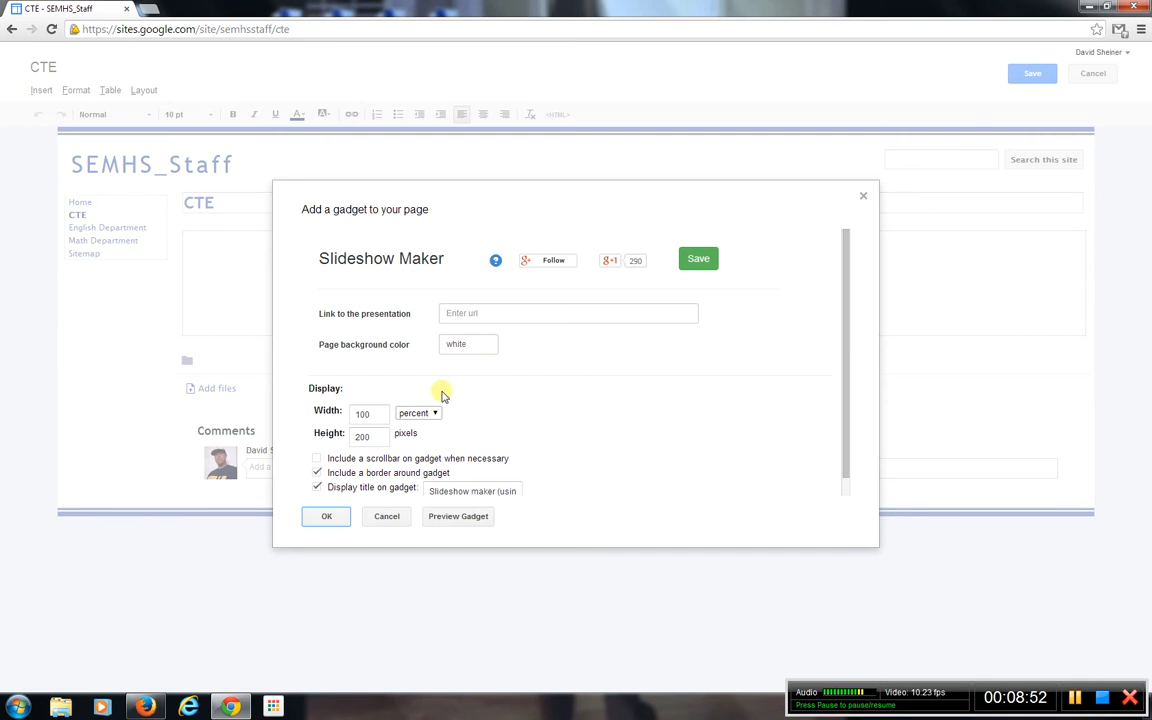 CTE - SEMHS_Staff
https://sites.google.com/site/semhsstaff/cte
David Sheiner
CTE
Save
Cancel
Insert Format Table Layout
Normal 10 pt B I U A A <HTML>
SEMHS_Staff
Search this site
Home
CTE
English Department
Math Department
Sitemap
CTE
Add a gadget to your page
Slideshow Maker
Follow
+1 290
Save
Link to the presentation Enter url
Page background color white
Display:
Width: 100 percent
Height: 200 pixels
Include a scrollbar on gadget when necessary
Include a border around gadget
Display title on gadget: Slideshow maker (usin
OK Cancel Preview Gadget
Add files
Comments
David S
Add a
Audio Video: 10.23 fps
Press Pause to pause/resume
00:08:52